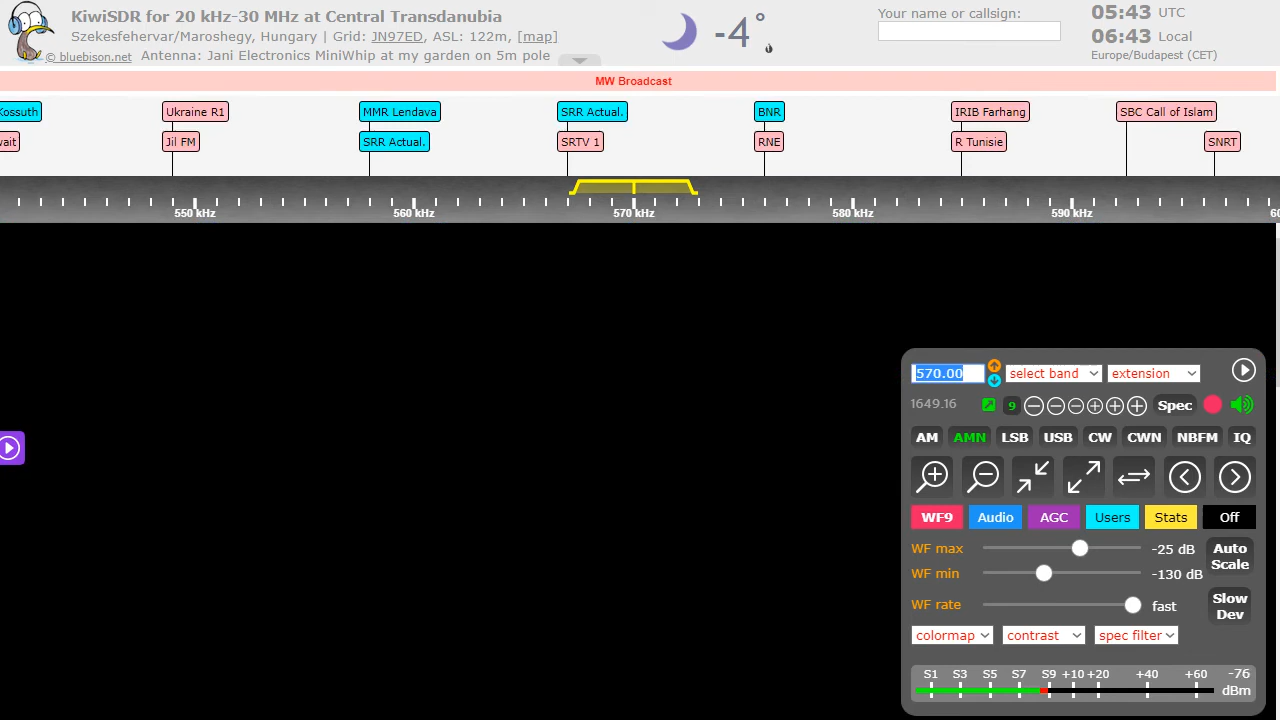 KiwiSDR for 20 kHz-30 MHz at Central Transdanubia
Szekesfehervar/Maroshegy, Hungary | Grid: JN97ED, ASL: 122m, [map]
© bluebison.net Antenna: Jani Electronics MiniWhip at my garden on 5m pole
-4°
Your name or callsign:
05:43 UTC
06:43 Local
Europe/Budapest (CET)
MW Broadcast
Kossuth Ukraine R1 MMR Lendava SRR Actual. BNR IRIB Farhang SBC Call of Islam
wait Jil FM SRR Actual. SRTV 1 RNE R Tunisie SNRT
550 kHz 560 kHz 570 kHz 580 kHz 590 kHz 60
570.00 select band extension
1649.16 9 Spec
AM AMN LSB USB CW CWN NBFM IQ
WF9 Audio AGC Users Stats Off
WF max -25 dB Auto Scale
WF min -130 dB
WF rate fast Slow Dev
colormap contrast spec filter
S1 S3 S5 S7 S9 +10 +20 +40 +60 -76 dBm